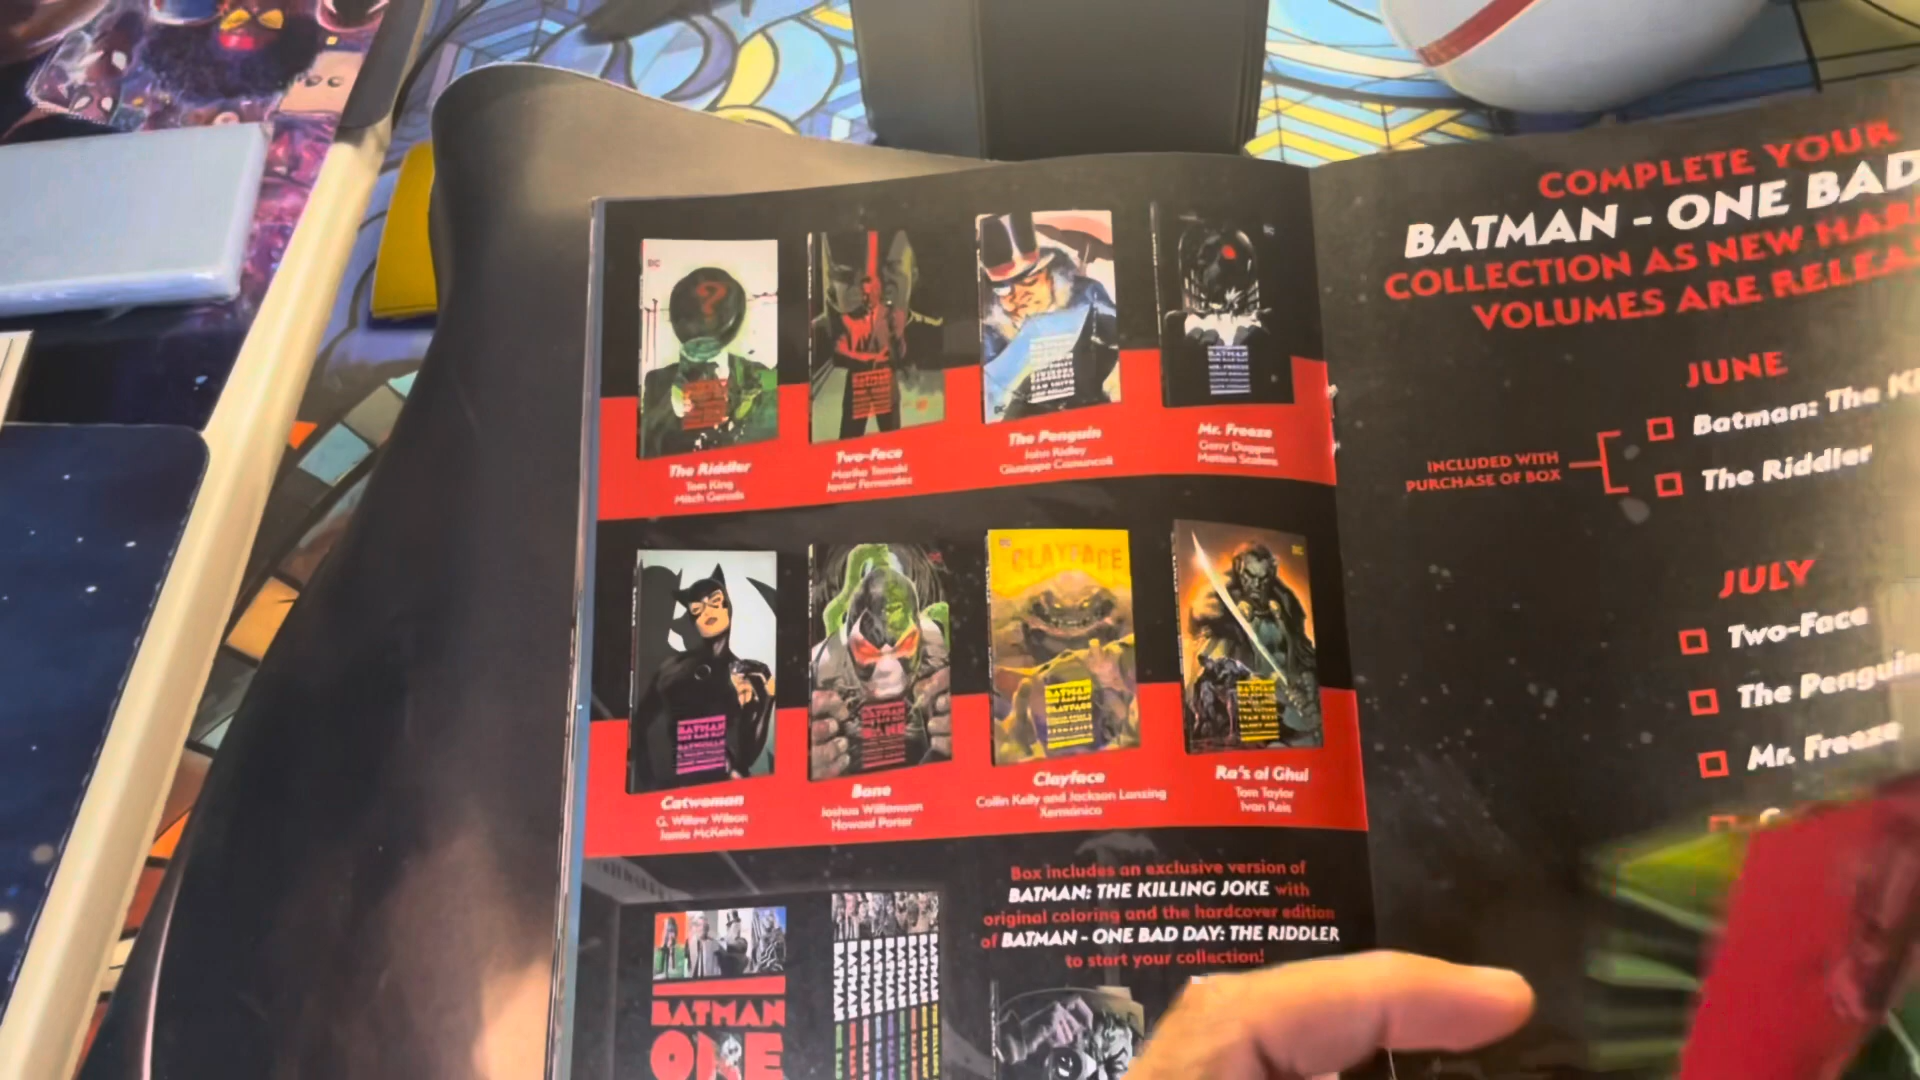 The Riddler
Tom King
Mitch Gerads
Two-Face
Mariko Tamaki
Javier Fernandez
The Penguin
John Ridley
Giuseppe Camuncoli
Mr. Freeze
Gerry Duggan
Matteo Scalera
Catwoman
G. Willow Wilson
Jamie McKelvie
Bane
Joshua Williamson
Howard Porter
CLAYFACE
Clayface
Collin Kelly and Jackson Lanzing
Xermánico
Ra's al Ghul
Tom Taylor
Ivan Reis
Box includes an exclusive version of
BATMAN: THE KILLING JOKE with
original coloring and the hardcover edition
of BATMAN - ONE BAD DAY: THE RIDDLER
to start your collection!
BATMAN
ONE
COMPLETE YOUR
BATMAN - ONE BAD
COLLECTION AS NEW
VOLUMES ARE
JUNE
Batman: The
The Riddler
INCLUDED WITH
PURCHASE OF BOX
JULY
Two-Face
The Penguin
Mr. Freeze